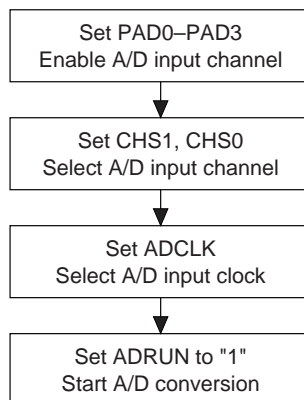 Set PAD0–PAD3
Enable A/D input channel
Set CHS1, CHS0
Select A/D input channel
Set ADCLK
Select A/D input clock
Set ADRUN to "1"
Start A/D conversion